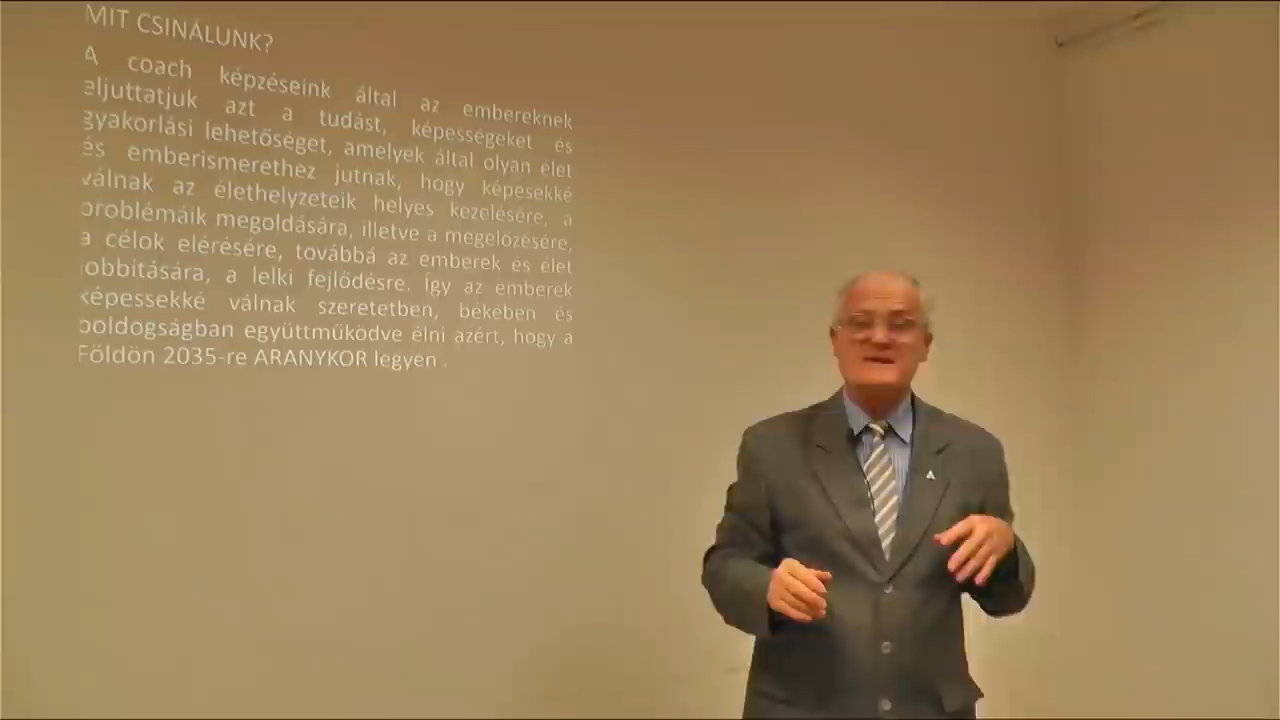 MIT CSINÁLUNK?
A coach képzéseink által az embereknek
eljuttatjuk azt a tudást, képességeket és
gyakorlási lehetőséget, amelyek által olyan élet
és emberismerethez jutnak, hogy képesekké
válnak az élethelyzeteik helyes kezelésére, a
problémáik megoldására, illetve a megelőzésére,
a célok elérésére, továbbá az emberek és élet
jobbítására, a lelki fejlődésre. Így az emberek
képessekké válnak szeretetben, békében és
boldogságban együttműködve élni azért, hogy a
Földön 2035-re ARANYKOR legyen .